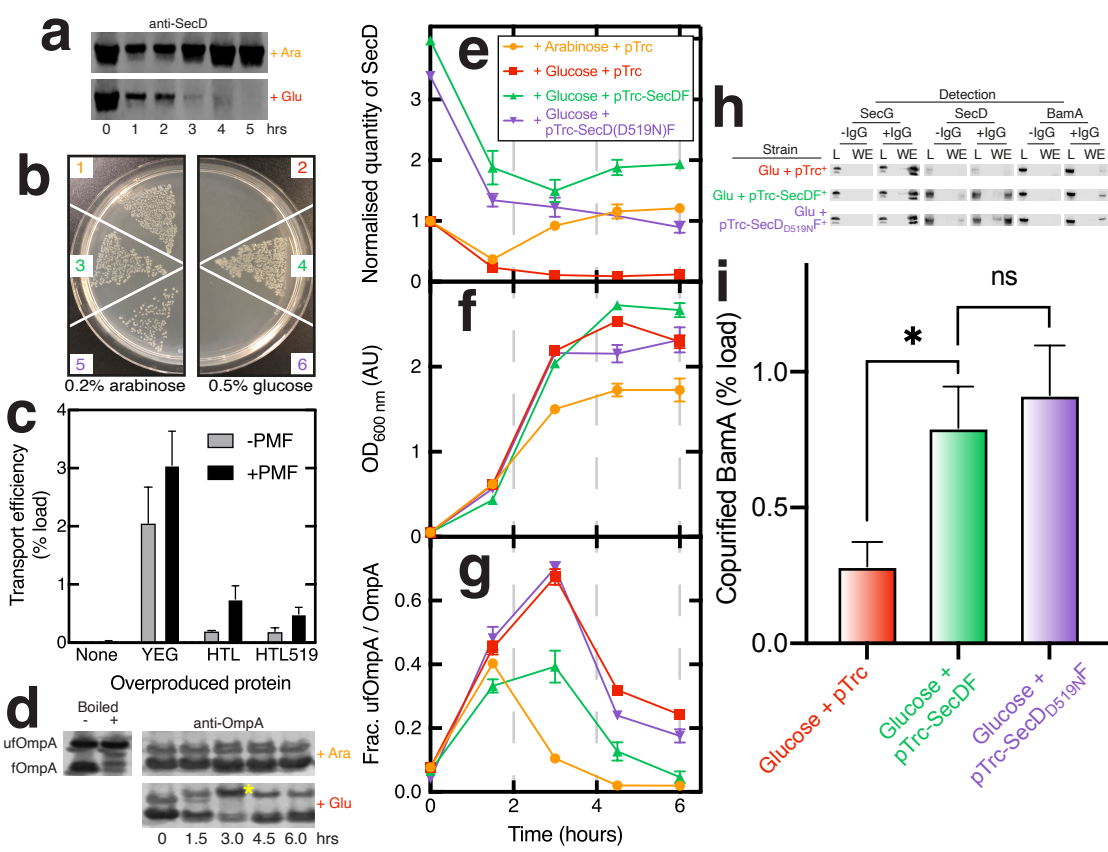 a
anti-SecD
+ Ara
+ Glu
0 1 2 3 4 5 hrs
b
1 2
3 4
5 6
0.2% arabinose 0.5% glucose
c
Transport efficiency
(% load)
4
3
2
1
0
-PMF
+PMF
None YEG HTL HTL519
Overproduced protein
d
Boiled
- +
ufOmpA
fOmpA
anti-OmpA
+ Ara
*
+ Glu
0 1.5 3.0 4.5 6.0 hrs
e
Normalised quantity of SecD
3
2
1
0
+ Arabinose + pTrc
+ Glucose + pTrc
+ Glucose + pTrc-SecDF
+ Glucose +
pTrc-SecD(D519N)F
f
OD600 nm (AU)
2
1
0
g
Frac. ufOmpA / OmpA
0.6
0.4
0.2
0.0
0 2 4 6
Time (hours)
h
Detection
SecG SecD BamA
-IgG +IgG -IgG +IgG -IgG +IgG
Strain
L WE L WE L WE L WE L WE L WE
Glu + pTrc+
Glu + pTrc-SecDF+
Glu +
pTrc-SecDD519NF+
i
Copurified BamA (% load)
1.0
0.5
0.0
*
ns
Glucose + pTrc
Glucose +
pTrc-SecDF
Glucose +
pTrc-SecDD519NF